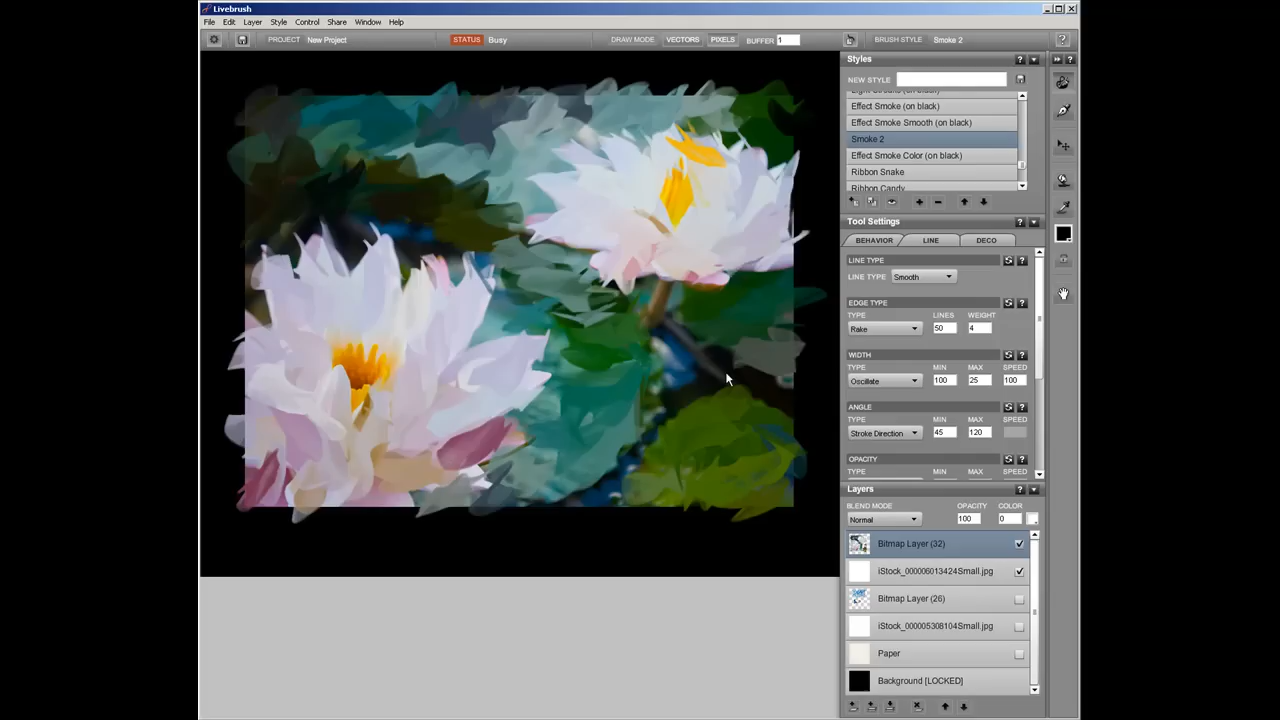 Livebrush
File Edit Layer Style Control Share Window Help
PROJECT New Project STATUS Busy DRAW MODE VECTORS PIXELS BUFFER 1 BRUSH STYLE Smoke 2 ?
Styles ?
NEW STYLE
Effect Smoke (on black)
Effect Smoke Smooth (on black)
Smoke 2
Effect Smoke Color (on black)
Ribbon Snake
Ribbon Candy
Tool Settings ?
BEHAVIOR LINE DECO
LINE TYPE ?
LINE TYPE Smooth
EDGE TYPE ?
TYPE LINES WEIGHT
Rake 50 4
WIDTH ?
TYPE MIN MAX SPEED
Oscillate 100 25 100
ANGLE ?
TYPE MIN MAX SPEED
Stroke Direction 45 120
OPACITY ?
TYPE MIN MAX SPEED
Layers ?
BLEND MODE OPACITY COLOR
Normal 100 0
Bitmap Layer (32)
iStock_000006013424Small.jpg
Bitmap Layer (26)
iStock_000005308104Small.jpg
Paper
Background [LOCKED]